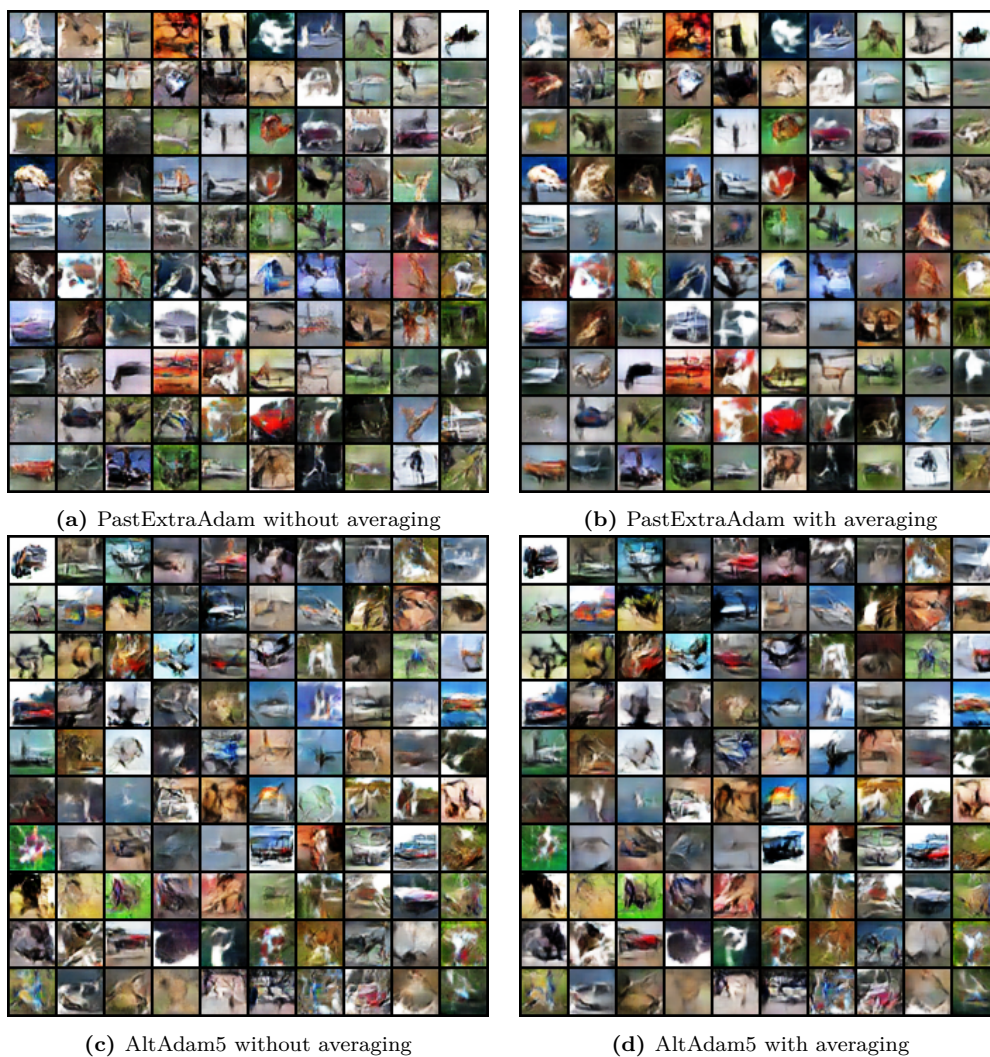 (a) PastExtraAdam without averaging
(b) PastExtraAdam with averaging
(c) AltAdam5 without averaging
(d) AltAdam5 with averaging